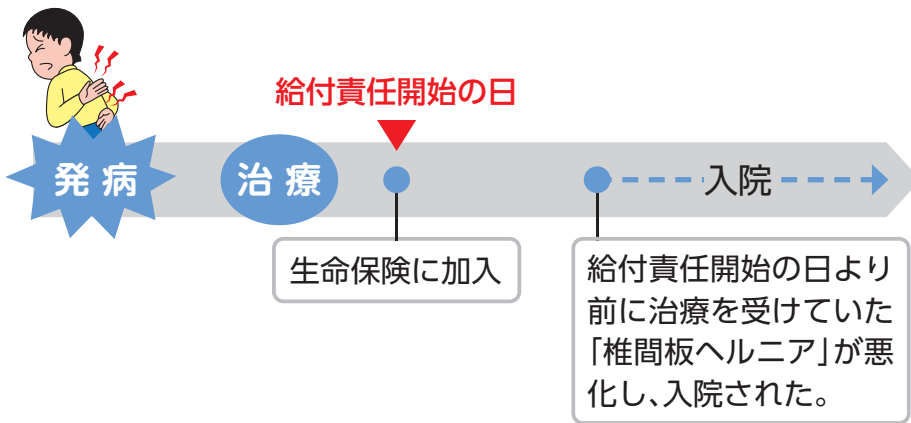 給付責任開始の日
発病
治療
入院
生命保険に加入
給付責任開始の日より
前に治療を受けていた
「椎間板ヘルニア」が悪
化し、入院された。